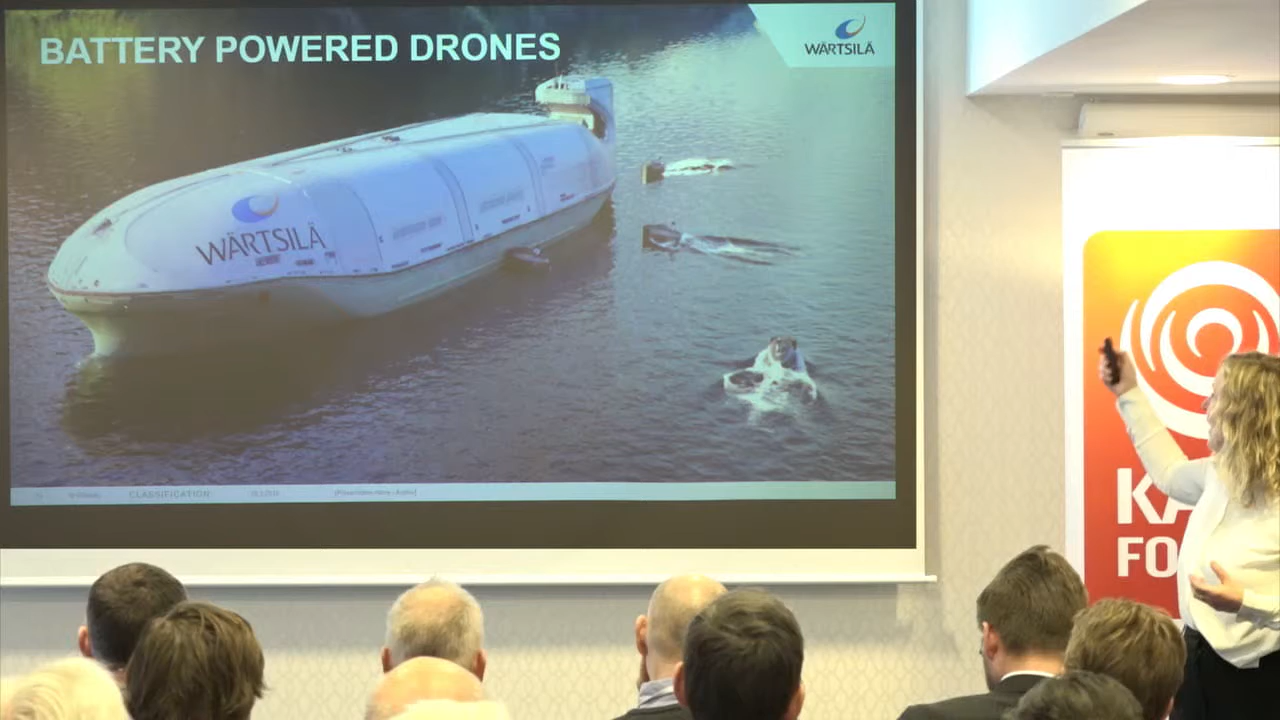 BATTERY POWERED DRONES
WÄRTSILÄ
WÄRTSILÄ
CLASSIFICATION
KA
FO